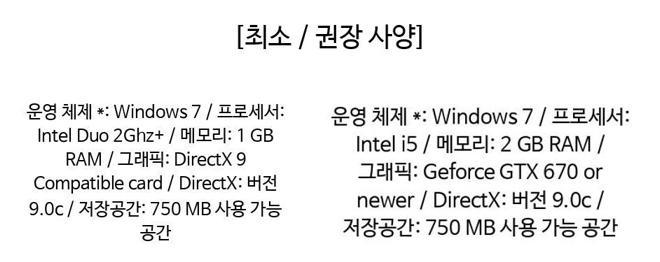 [최소 / 권장 사양]
운영 체제 *: Windows 7 / 프로세서:
Intel Duo 2Ghz+ / 메모리: 1 GB
RAM / 그래픽: DirectX 9
Compatible card / DirectX: 버전
9.0c / 저장공간: 750 MB 사용 가능
공간
운영 체제 *: Windows 7 / 프로세서:
Intel i5 / 메모리: 2 GB RAM /
그래픽: Geforce GTX 670 or
newer / DirectX: 버전 9.0c /
저장공간: 750 MB 사용 가능 공간